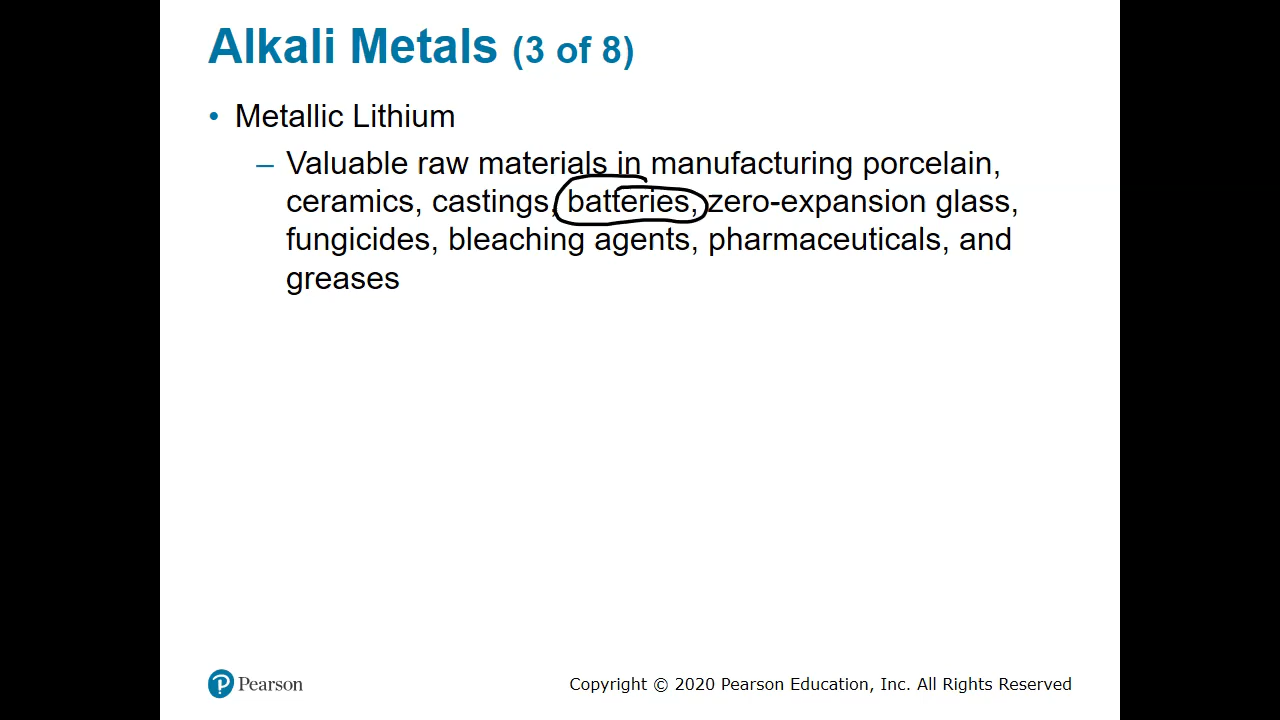 Alkali Metals (3 of 8)
• Metallic Lithium
– Valuable raw materials in manufacturing porcelain,
ceramics, castings, batteries, zero-expansion glass,
fungicides, bleaching agents, pharmaceuticals, and
greases
Pearson
Copyright © 2020 Pearson Education, Inc. All Rights Reserved